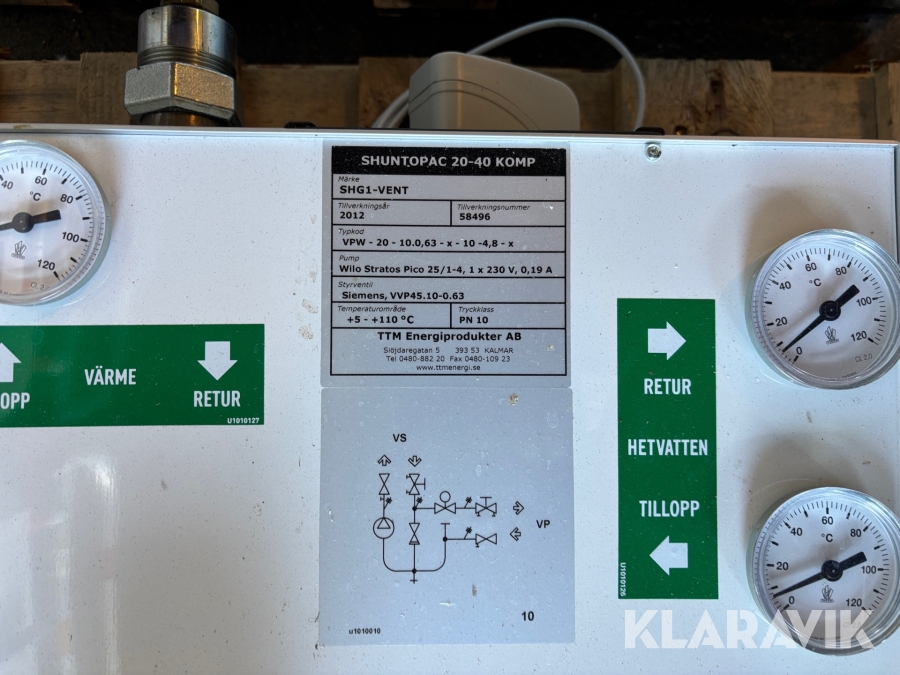 SHUNTOPAC 20-40 KOMP
Märke
SHG1-VENT
Tillverkningsår Tillverkningsnummer
2012 58496
Typkod
VPW - 20 - 10.0,63 - x - 10 -4,8 - x
Pump
Wilo Stratos Pico 25/1-4, 1 x 230 V, 0,19 A
Styrventil
Siemens, VVP45.10-0.63
Temperaturområde Tryckklass
+5 - +110 °C PN 10
TTM Energiprodukter AB
Slöjdaregatan 5 393 53 KALMAR
Tel 0480-882 20 Fax 0480-109 23
www.ttmenergi.se
40 60 80 100 120
°C
VÄRME
OPP
RETUR
U1010127
VS
VP
10
u1010010
RETUR
HETVATTEN
TILLOPP
U1010126
0 20 40 60 80 100 120
°C
CL 2,0
0 20 40 60 80 100 120
°C
KLARAVIK